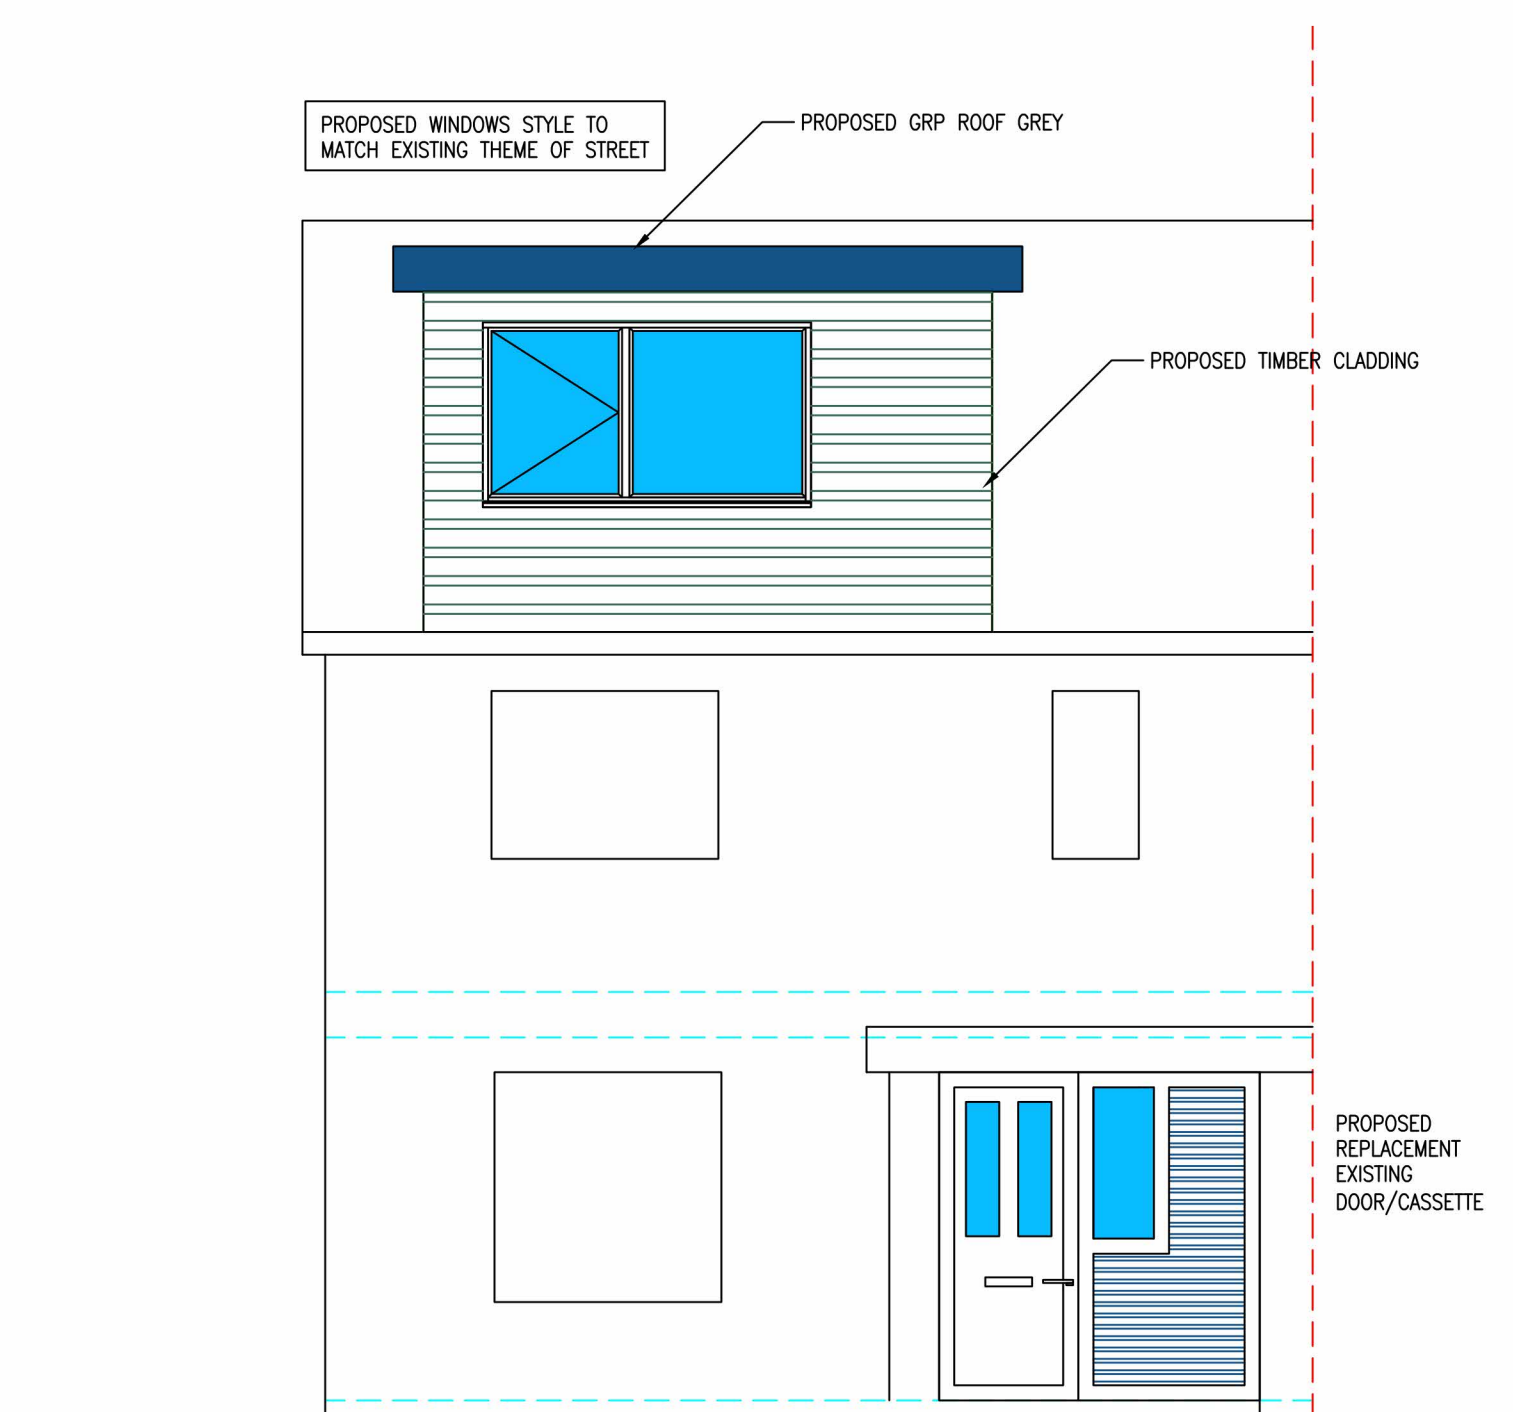 PROPOSED WINDOWS STYLE TO
MATCH EXISTING THEME OF STREET
PROPOSED GRP ROOF GREY
PROPOSED TIMBER CLADDING
PROPOSED
REPLACEMENT
EXISTING
DOOR/CASSETTE